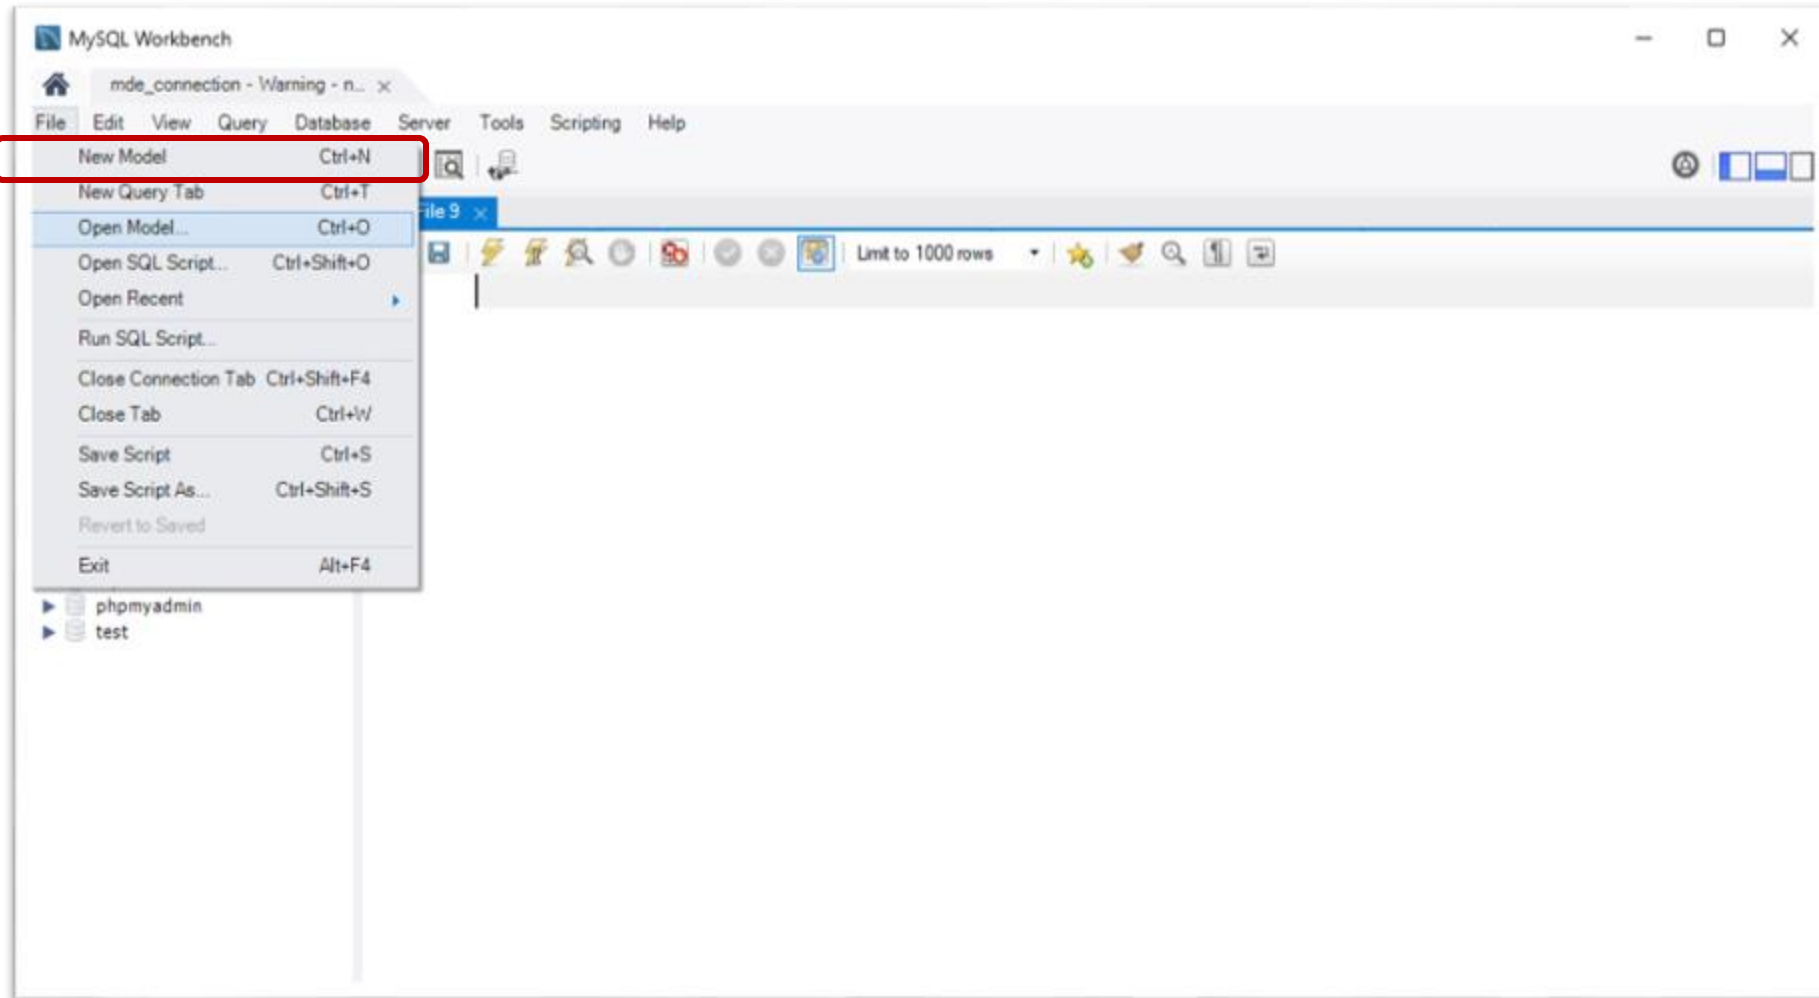 MySQL Workbench
mde_connection - Warning - n...
File Edit View Query Database Server Tools Scripting Help
New Model Ctrl+N
New Query Tab Ctrl+T
File 9
Open Model... Ctrl+O
Open SQL Script... Ctrl+Shift+O
Limit to 1000 rows
Open Recent
Run SQL Script...
Close Connection Tab Ctrl+Shift+F4
Close Tab Ctrl+W
Save Script Ctrl+S
Save Script As... Ctrl+Shift+S
Revert to Saved
Exit Alt+F4
phpmyadmin
test